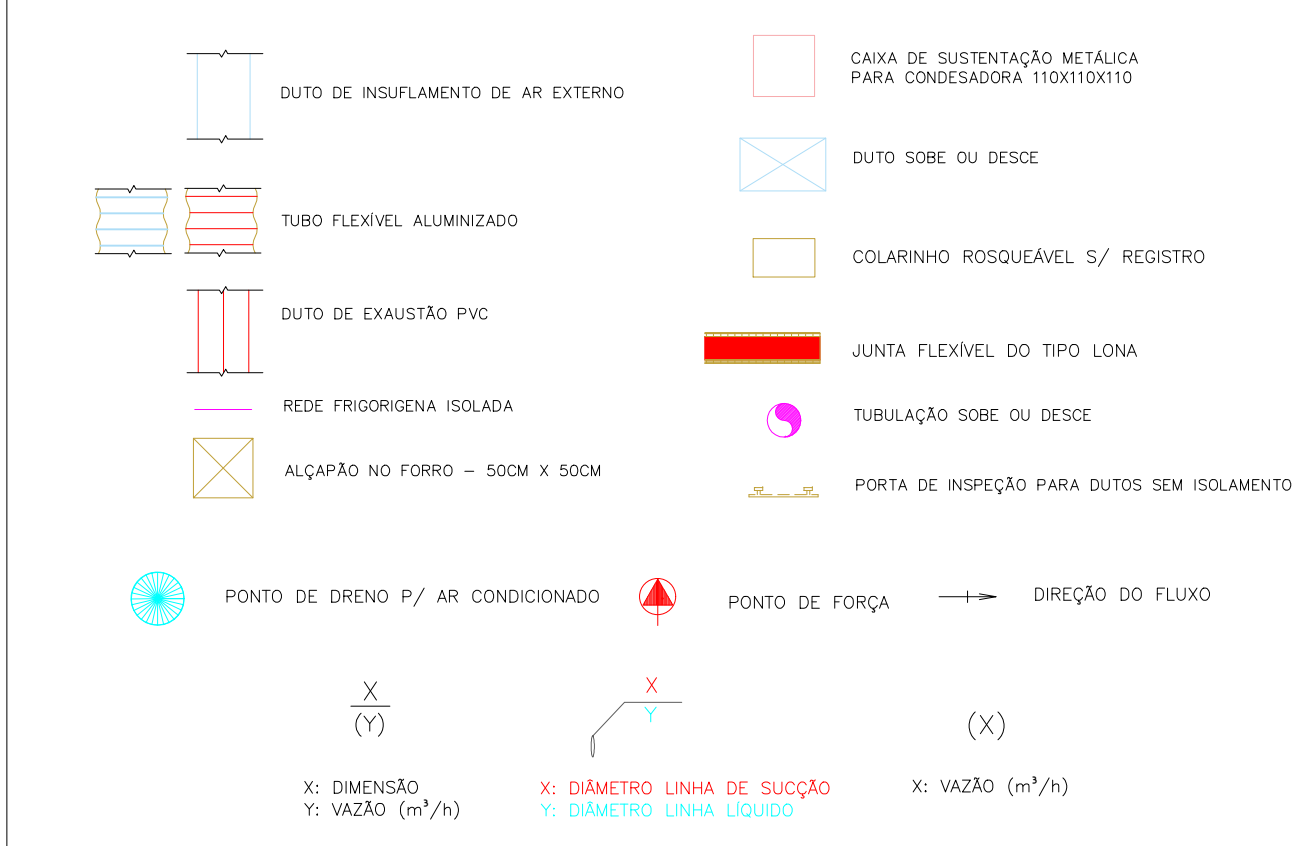 DUTO DE INSUFLAMENTO DE AR EXTERNO
TUBO FLEXÍVEL ALUMINIZADO
DUTO DE EXAUSTÃO PVC
REDE FRIGORIGENA ISOLADA
ALÇAPÃO NO FORRO – 50CM X 50CM
CAIXA DE SUSTENTAÇÃO METÁLICA
PARA CONDESADORA 110X110X110
DUTO SOBE OU DESCE
COLARINHO ROSQUEÁVEL S/ REGISTRO
JUNTA FLEXÍVEL DO TIPO LONA
TUBULAÇÃO SOBE OU DESCE
PORTA DE INSPEÇÃO PARA DUTOS SEM ISOLAMENTO
PONTO DE DRENO P/ AR CONDICIONADO
PONTO DE FORÇA
DIREÇÃO DO FLUXO
X
(Y)
X: DIMENSÃO
Y: VAZÃO (m³/h)
X
Y
X: DIÂMETRO LINHA DE SUCÇÃO
Y: DIÂMETRO LINHA LÍQUIDO
(X)
X: VAZÃO (m³/h)